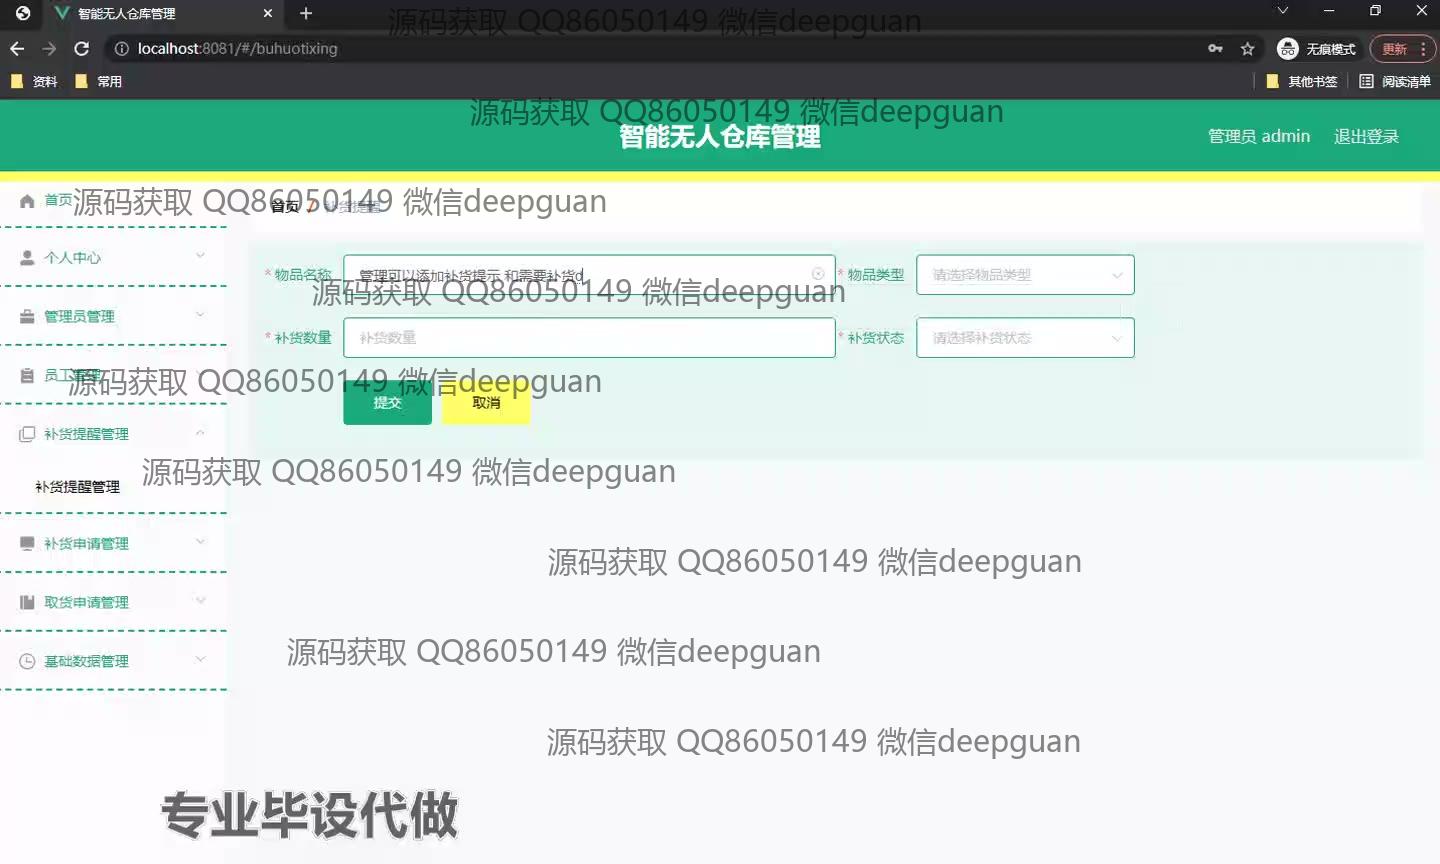 智能无人仓库管理
源码获取 QQ86050149 微信deepguan
localhost:8081/#/buhuotixing
无痕模式
更新
资料
常用
其他书签
阅读清单
源码获取 QQ86050149 微信deepguan
智能无人仓库管理
管理员 admin
退出登录
首页
源码获取 QQ86050149 微信deepguan
首页 / 补货提醒
个人中心
* 物品名称
管理可以添加补货提示 和需要补货d
* 物品类型
请选择物品类型
源码获取 QQ86050149 微信deepguan
管理员管理
* 补货数量
补货数量
* 补货状态
请选择补货状态
员工管理
源码获取 QQ86050149 微信deepguan
提交
取消
补货提醒管理
源码获取 QQ86050149 微信deepguan
补货提醒管理
补货申请管理
源码获取 QQ86050149 微信deepguan
取货申请管理
源码获取 QQ86050149 微信deepguan
基础数据管理
源码获取 QQ86050149 微信deepguan
专业毕设代做